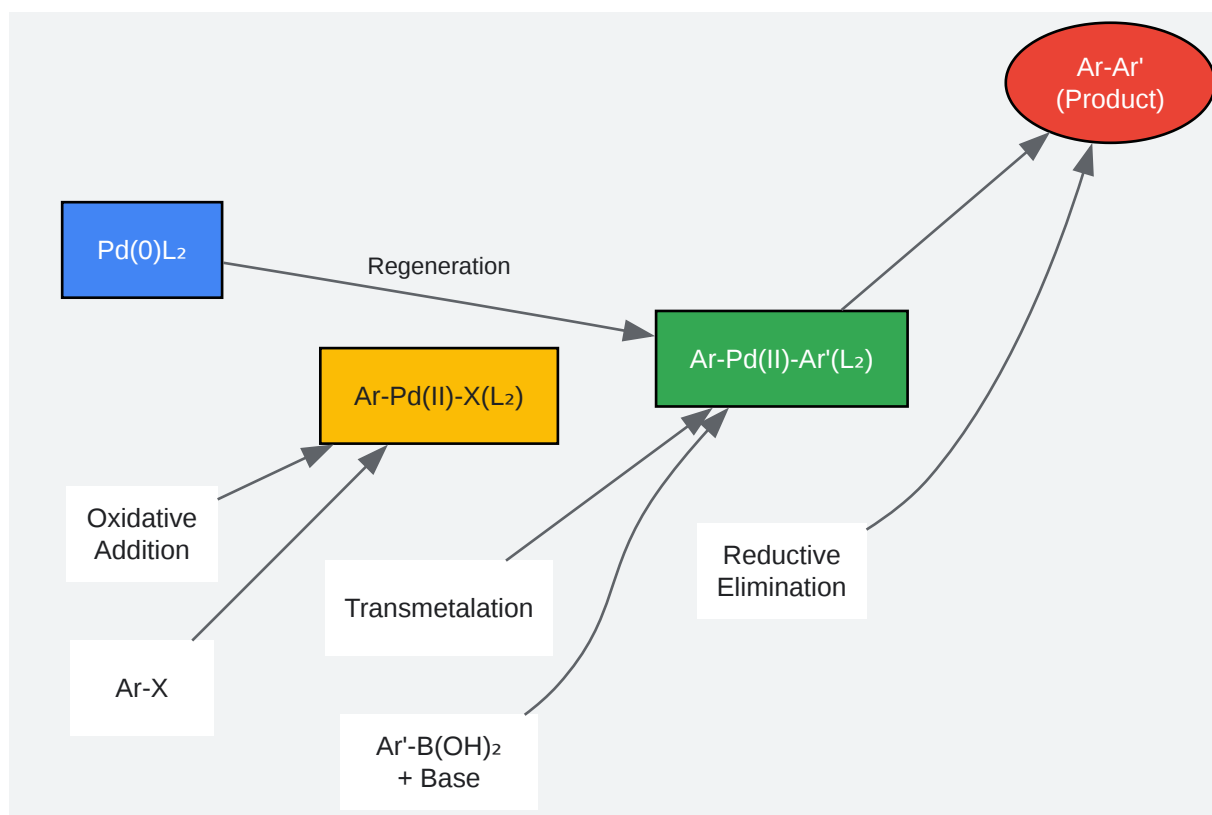 Ar-Ar'
(Product)
Pd(0)L₂
Regeneration
Ar-Pd(II)-Ar'(L₂)
Ar-Pd(II)-X(L₂)
Oxidative
Addition
Reductive
Elimination
Transmetalation
Ar-X
Ar'-B(OH)₂
+ Base